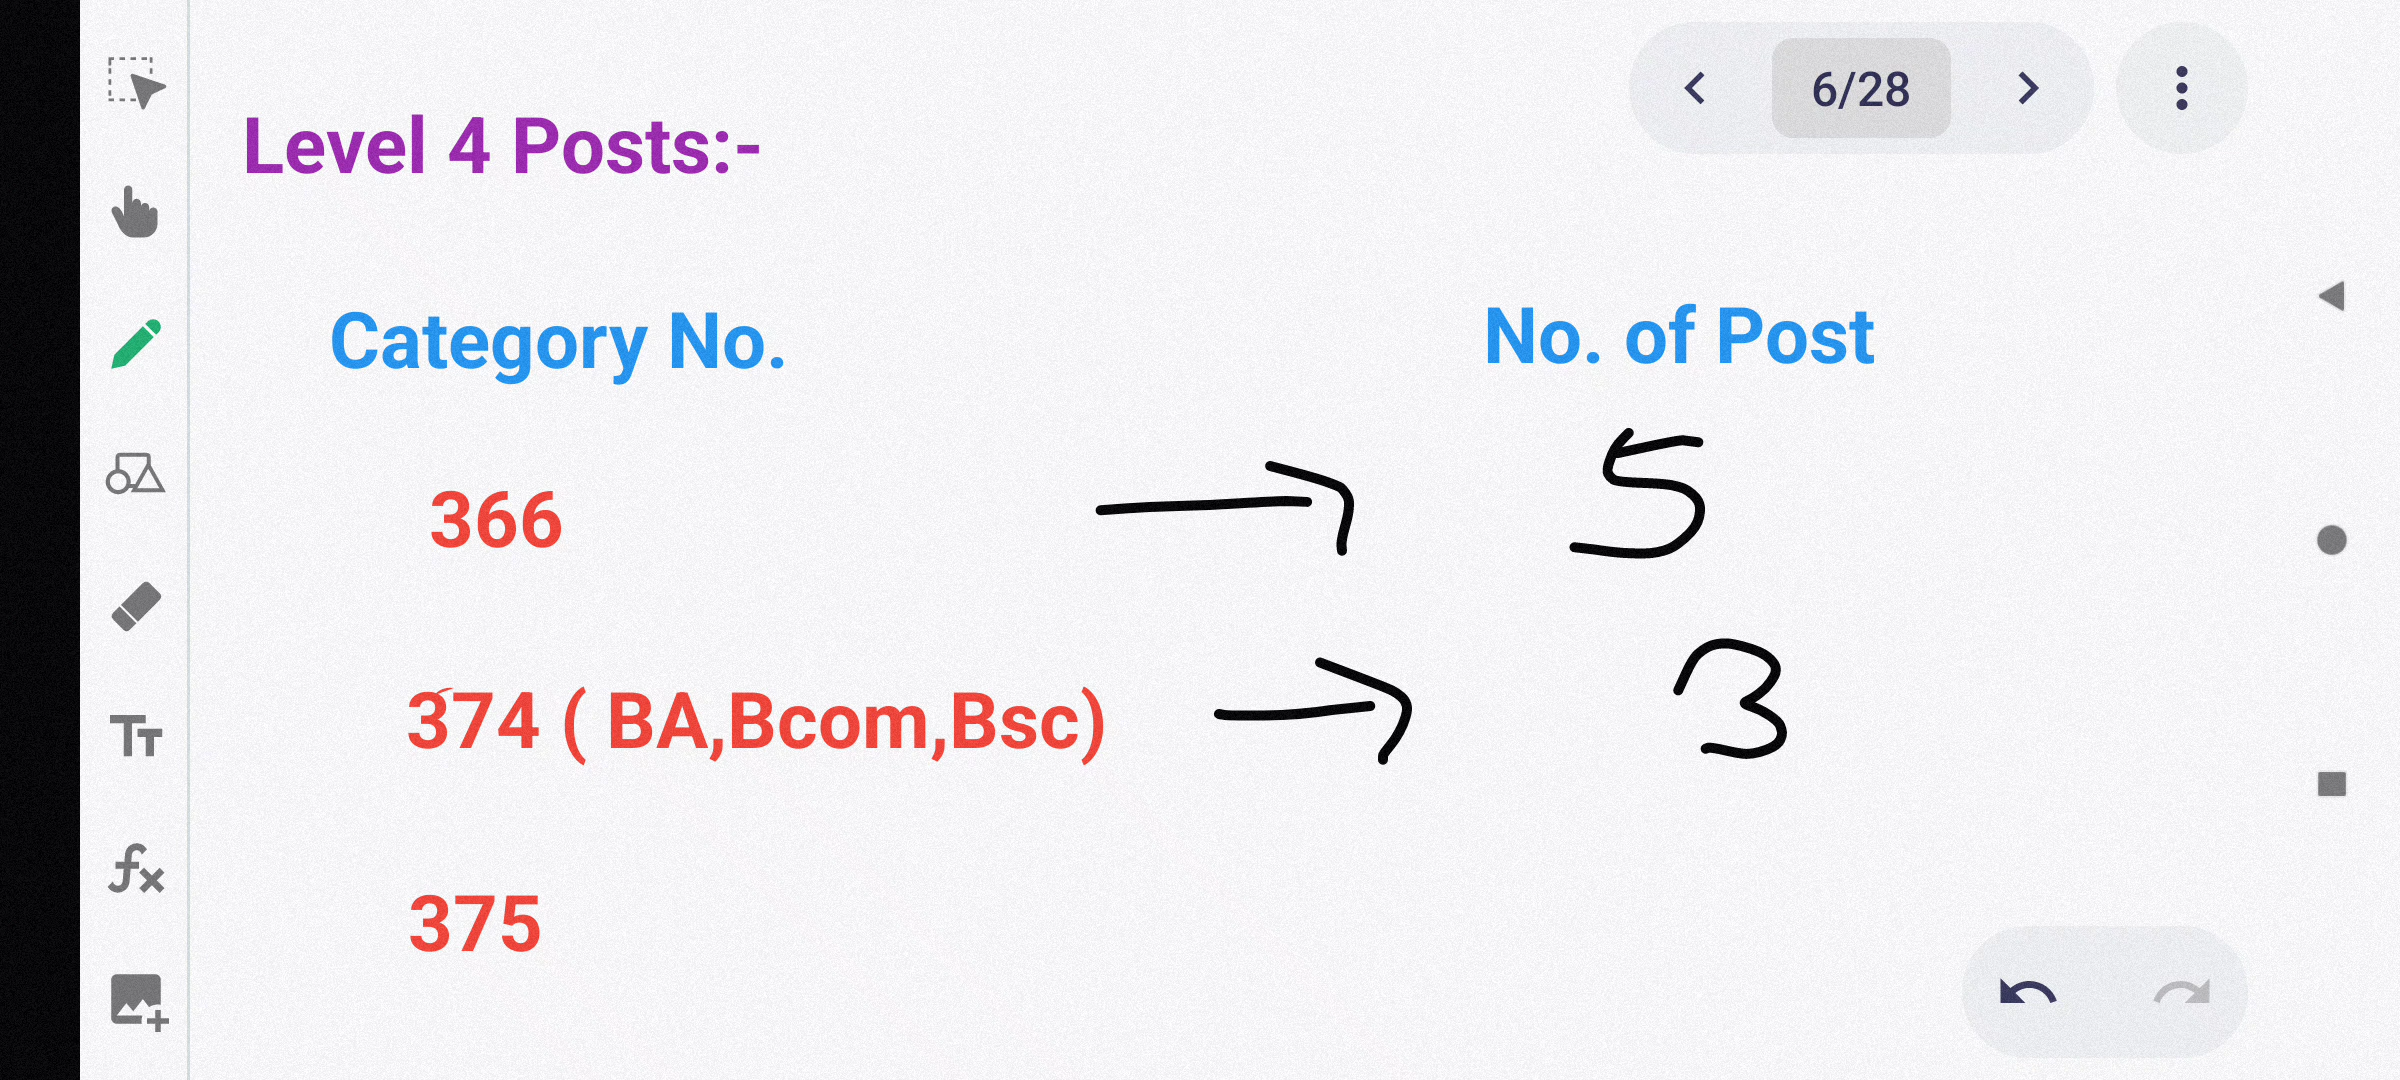 6/28
Level 4 Posts:-
Category No. No. of Post
366 → 5
374 ( BA,Bcom,Bsc) → 3
375